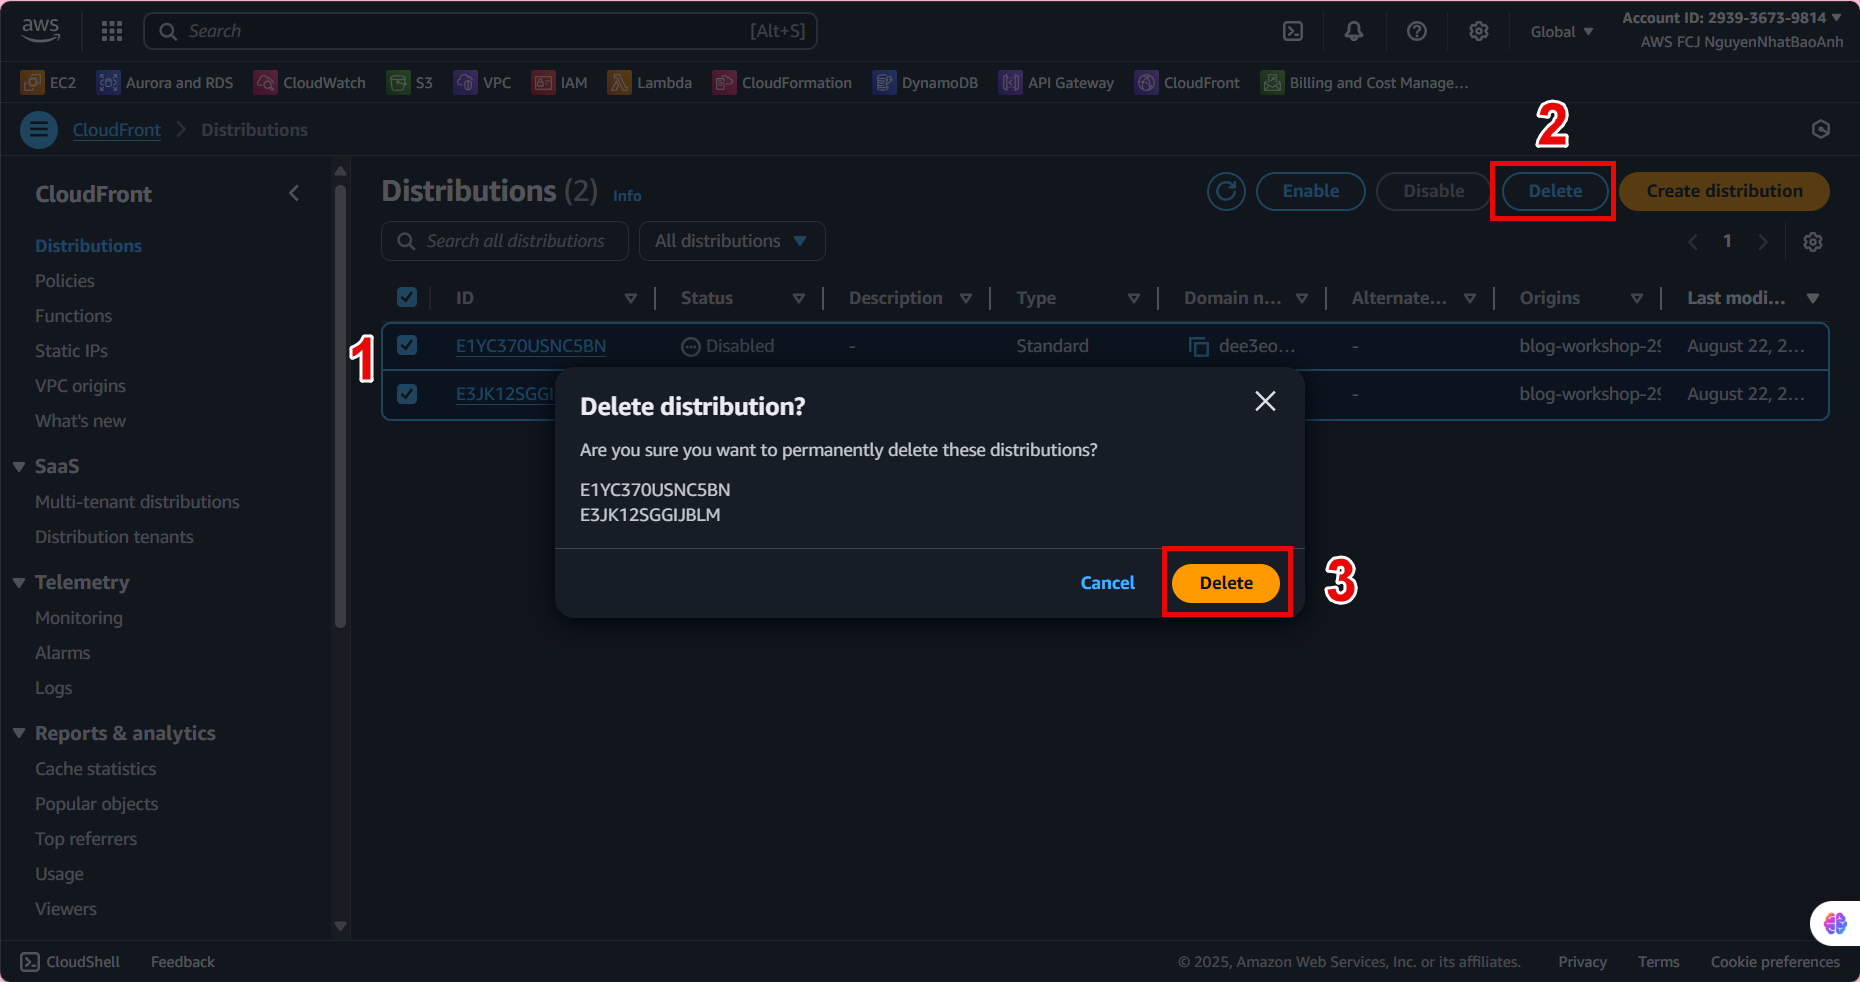 aws
Search [Alt+S]
Global
Account ID: 2939-3673-9814
AWS FCJ NguyenNhatBaoAnh
EC2 Aurora and RDS CloudWatch S3 VPC IAM Lambda CloudFormation DynamoDB API Gateway CloudFront Billing and Cost Manage...
CloudFront Distributions
2
CloudFront
Distributions
Policies
Functions
Static IPs
VPC origins
What's new
SaaS
Multi-tenant distributions
Distribution tenants
Telemetry
Monitoring
Alarms
Logs
Reports & analytics
Cache statistics
Popular objects
Top referrers
Usage
Viewers
Distributions (2) Info
Enable Disable Delete Create distribution
Search all distributions All distributions 1
ID Status Description Type Domain n... Alternate... Origins Last modi...
1
E1YC370USNC5BN Disabled - Standard dee3eo... - blog-workshop-29 August 22, 2...
E3JK12SGGI - blog-workshop-29 August 22, 2...
Delete distribution?
Are you sure you want to permanently delete these distributions?
E1YC370USNC5BN
E3JK12SGGIJBLM
Cancel Delete
3
CloudShell Feedback © 2025, Amazon Web Services, Inc. or its affiliates. Privacy Terms Cookie preferences